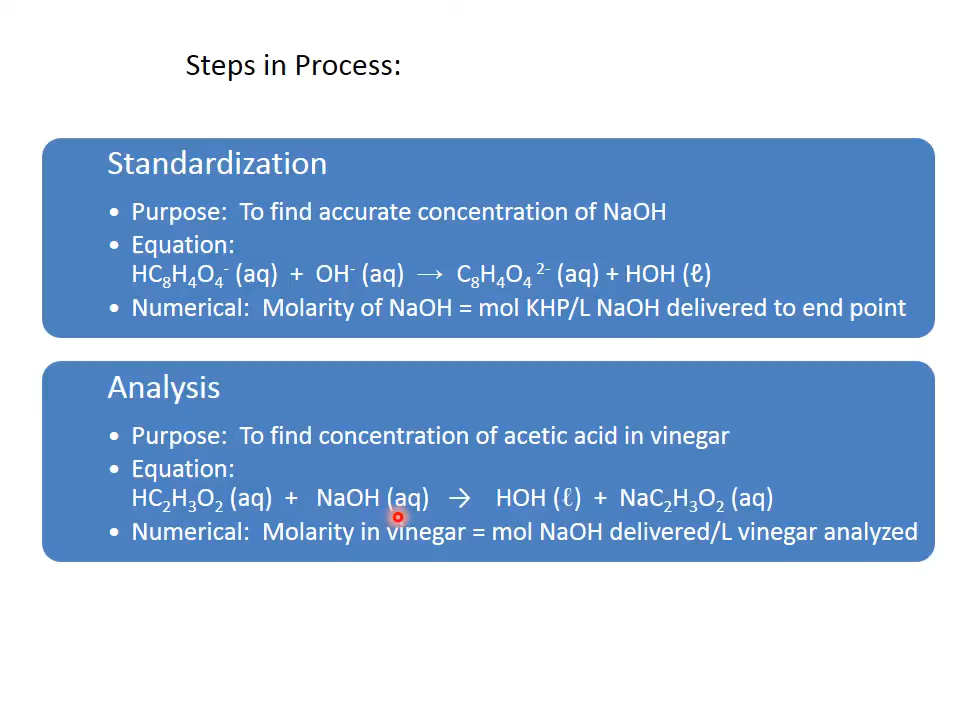 Steps in Process:
Standardization
• Purpose: To find accurate concentration of NaOH
• Equation:
HC₈H₄O₄⁻ (aq) + OH⁻ (aq) → C₈H₄O₄²⁻ (aq) + HOH (ℓ)
• Numerical: Molarity of NaOH = mol KHP/L NaOH delivered to end point
Analysis
• Purpose: To find concentration of acetic acid in vinegar
• Equation:
HC₂H₃O₂ (aq) + NaOH (aq) → HOH (ℓ) + NaC₂H₃O₂ (aq)
• Numerical: Molarity in vinegar = mol NaOH delivered/L vinegar analyzed